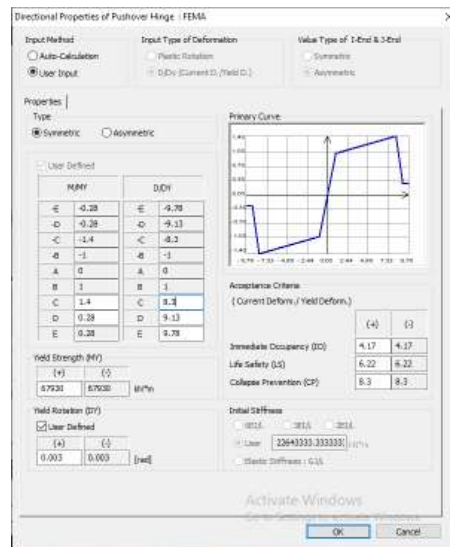 Directional Properties of Pushover Hinge : FEMA
Input Method
Auto-Calculation
User Input
Input Type of Deformation
Plastic Rotation
D/Dy (Current D./Yield D.)
Value Type of I-End & J-End
Symmetric
Asymmetric
Properties
Type
Symmetric Asymmetric
User Defined
M/MY D/DY
-E -0.28 -E -9.78
-D -0.28 -D -9.13
-C -1.4 -C -8.3
-B -1 -B -1
A 0 A 0
B 1 B 1
C 1.4 C 8.3
D 0.28 D 9.13
E 0.28 E 9.78
Primary Curve
Acceptance Criteria
( Current Deform./ Yield Deform.)
(+) (-)
Immediate Occupancy (IO) 4.17 4.17
Life Safety (LS) 6.22 6.22
Collapse Prevention (CP) 8.3 8.3
Yield Strength (MY)
(+) (-)
67930 67930 kN*m
Yield Rotation (DY)
User Defined
(+) (-)
0.003 0.003 [rad]
Initial Stiffness
User 22643333.333333
Elastic Stiffness
Activate Windows
OK Cancel